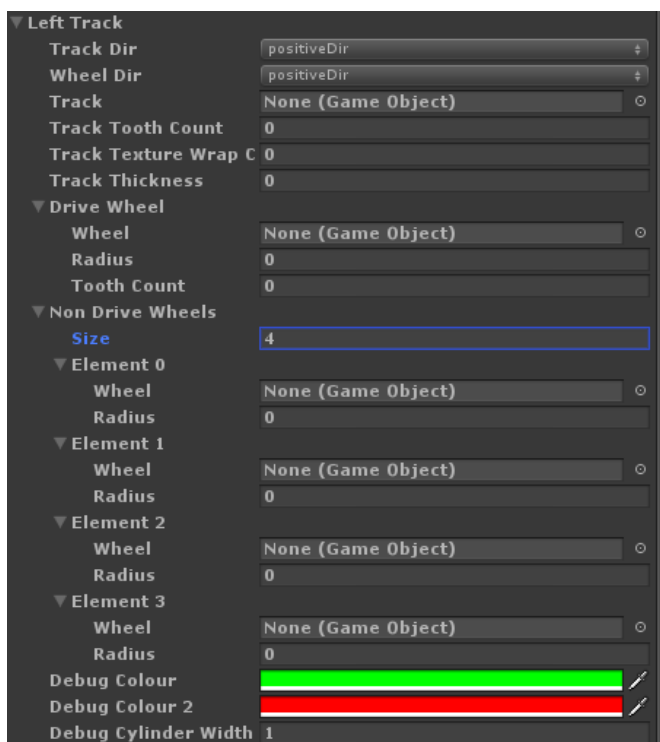 Left Track
Track Dir positiveDir
Wheel Dir positiveDir
Track None (Game Object)
Track Tooth Count 0
Track Texture Wrap C 0
Track Thickness 0
Drive Wheel
Wheel None (Game Object)
Radius 0
Tooth Count 0
Non Drive Wheels
Size 4
Element 0
Wheel None (Game Object)
Radius 0
Element 1
Wheel None (Game Object)
Radius 0
Element 2
Wheel None (Game Object)
Radius 0
Element 3
Wheel None (Game Object)
Radius 0
Debug Colour
Debug Colour 2
Debug Cylinder Width 1